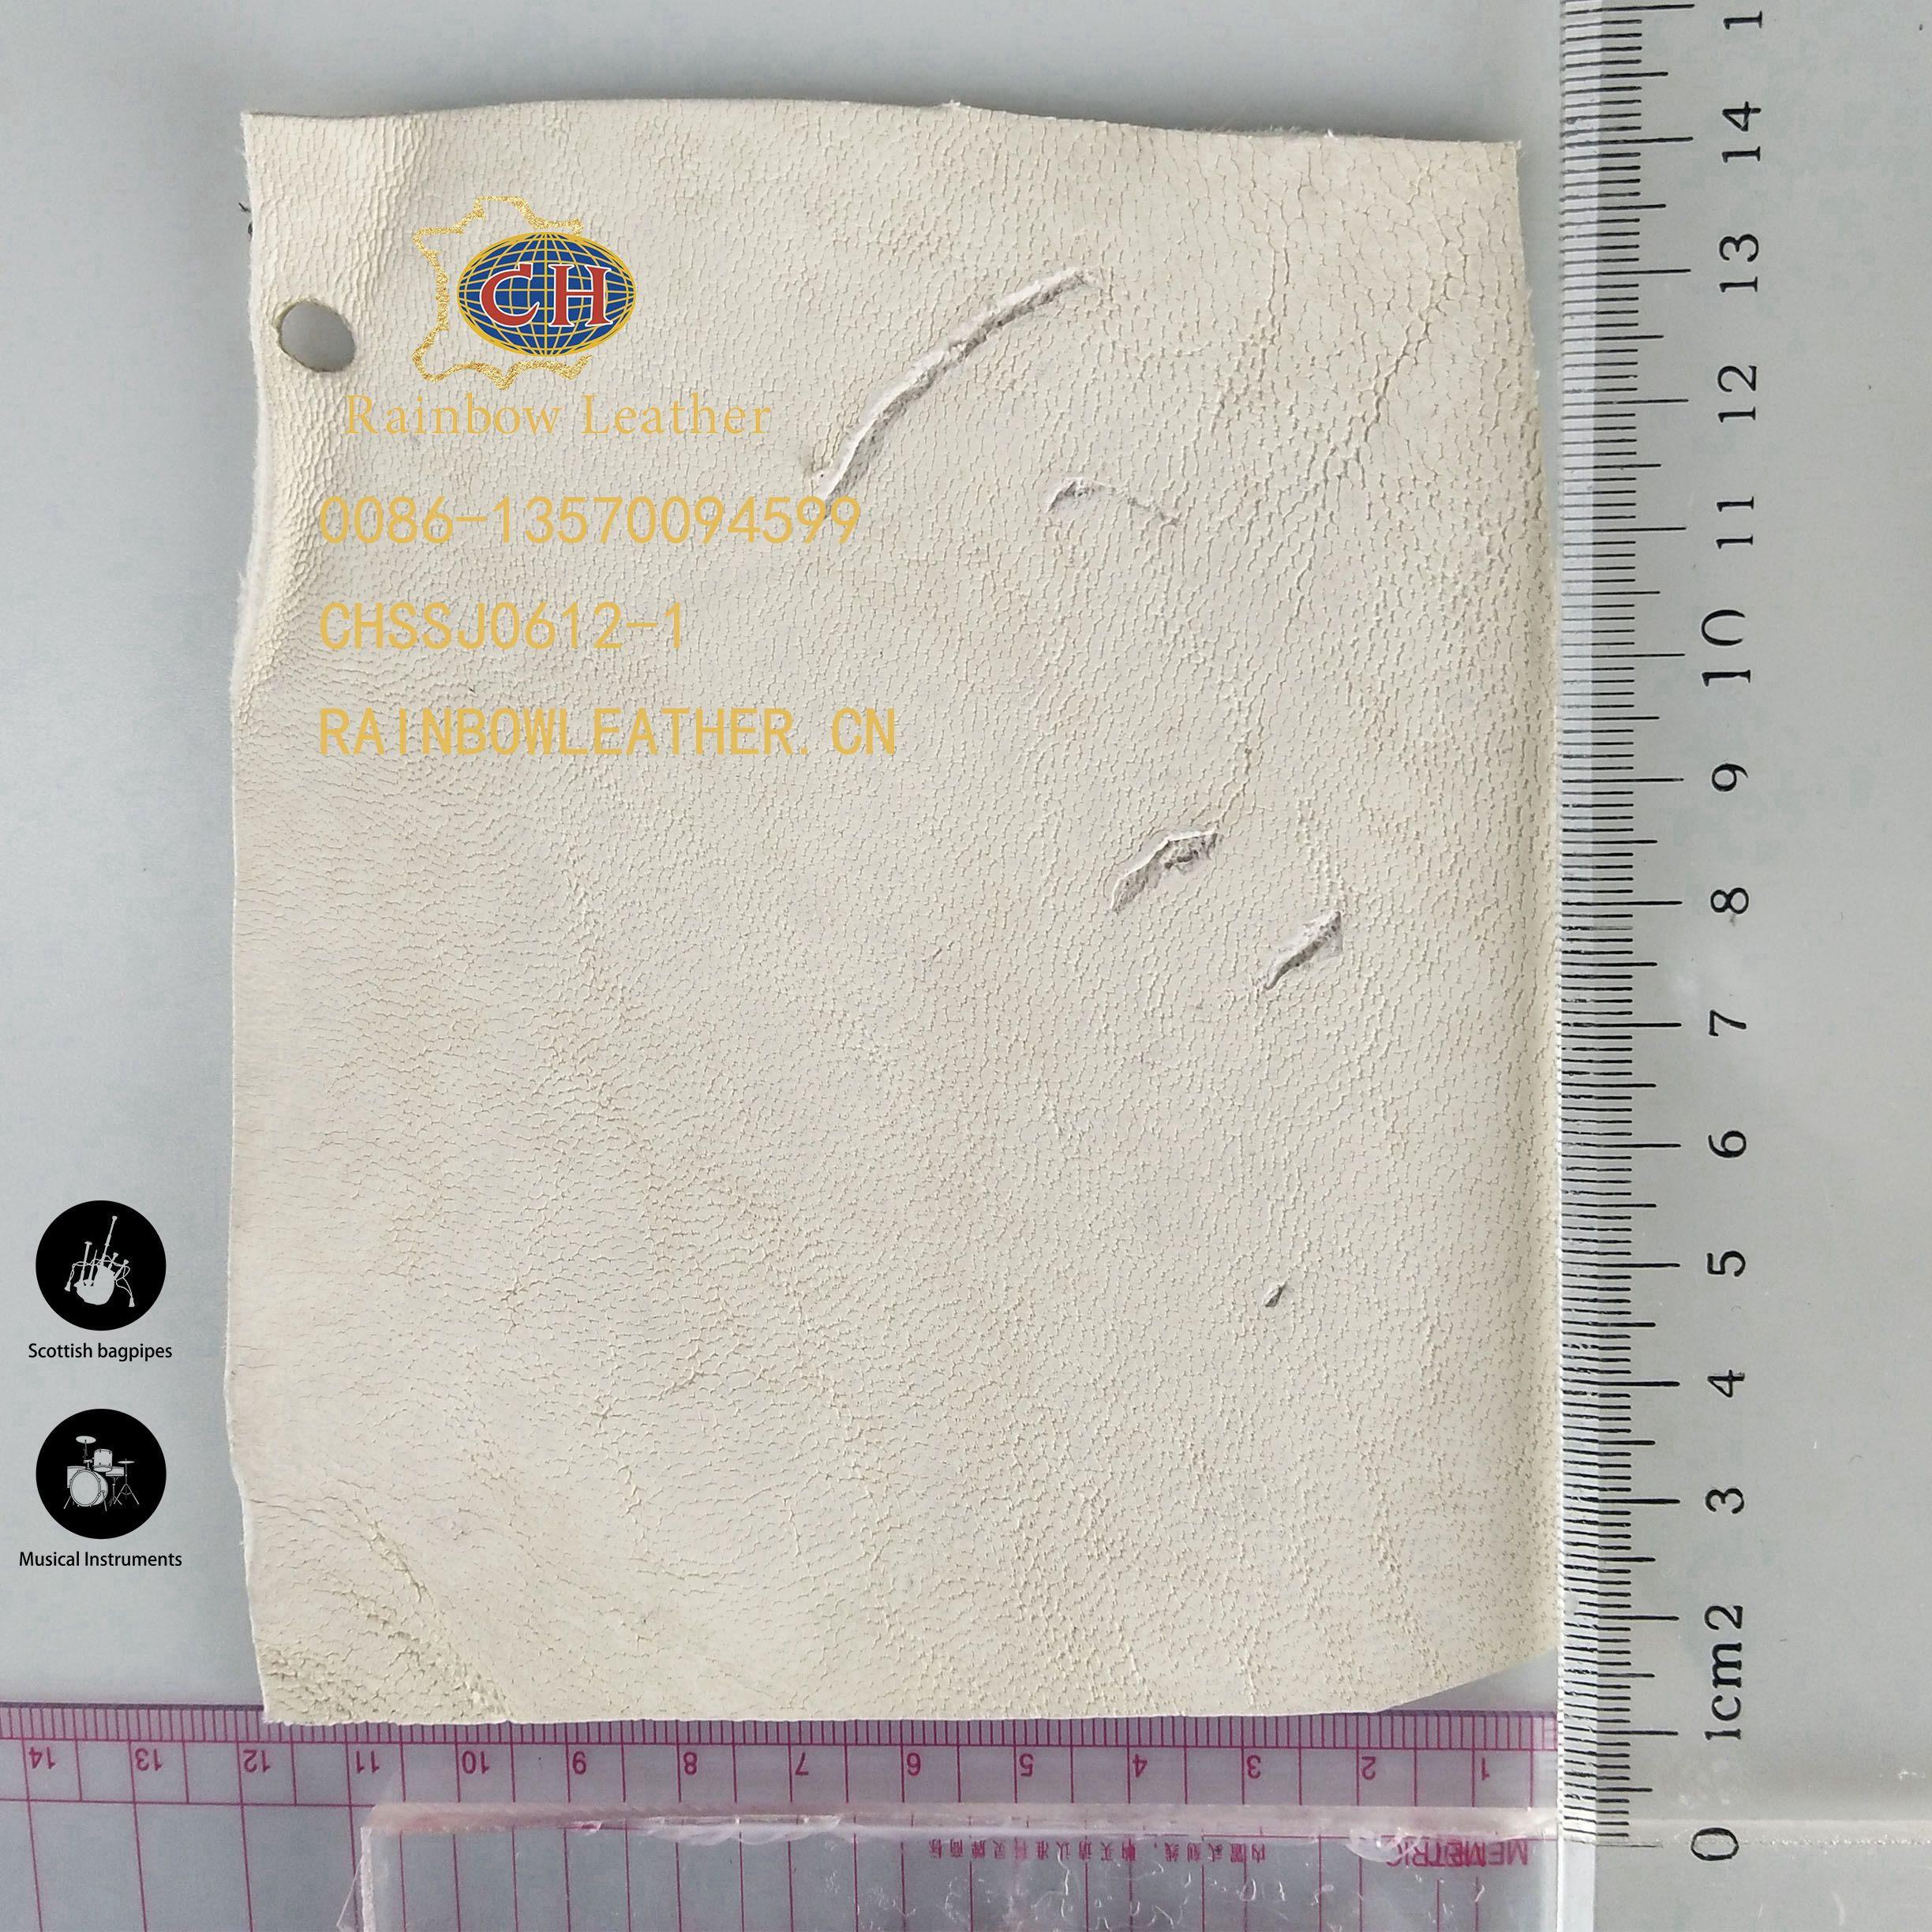 CH
Rainbow Leather
0086-13570094599
CHSSJ0612-1
RAINBOWLEATHER.CN
Scottish bagpipes
Musical Instruments
1
14
13
12
11
10
9
8
7
6
5
4
3
1cm2
0
14 13 12 11 10 9 8 7 6 5 4 3 2 1
METRIC